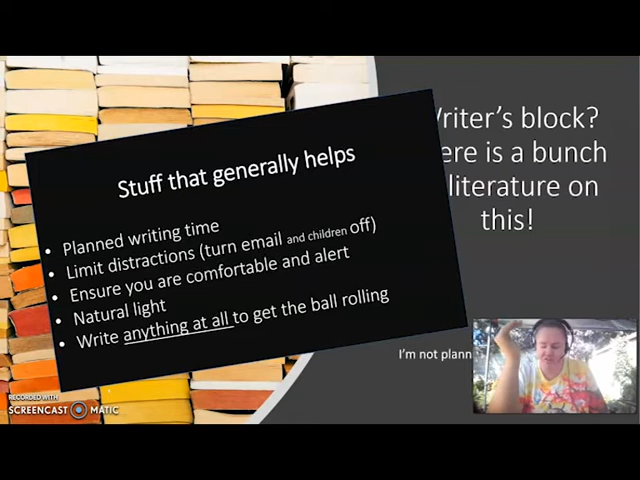 Writer's block?
ere is a bunch
literature on
this!
Stuff that generally helps
• Planned writing time
• Limit distractions (turn email and children off)
• Ensure you are comfortable and alert
• Natural light
• Write anything at all to get the ball rolling
I'm not plann
RECORDED WITH
SCREENCAST MATIC